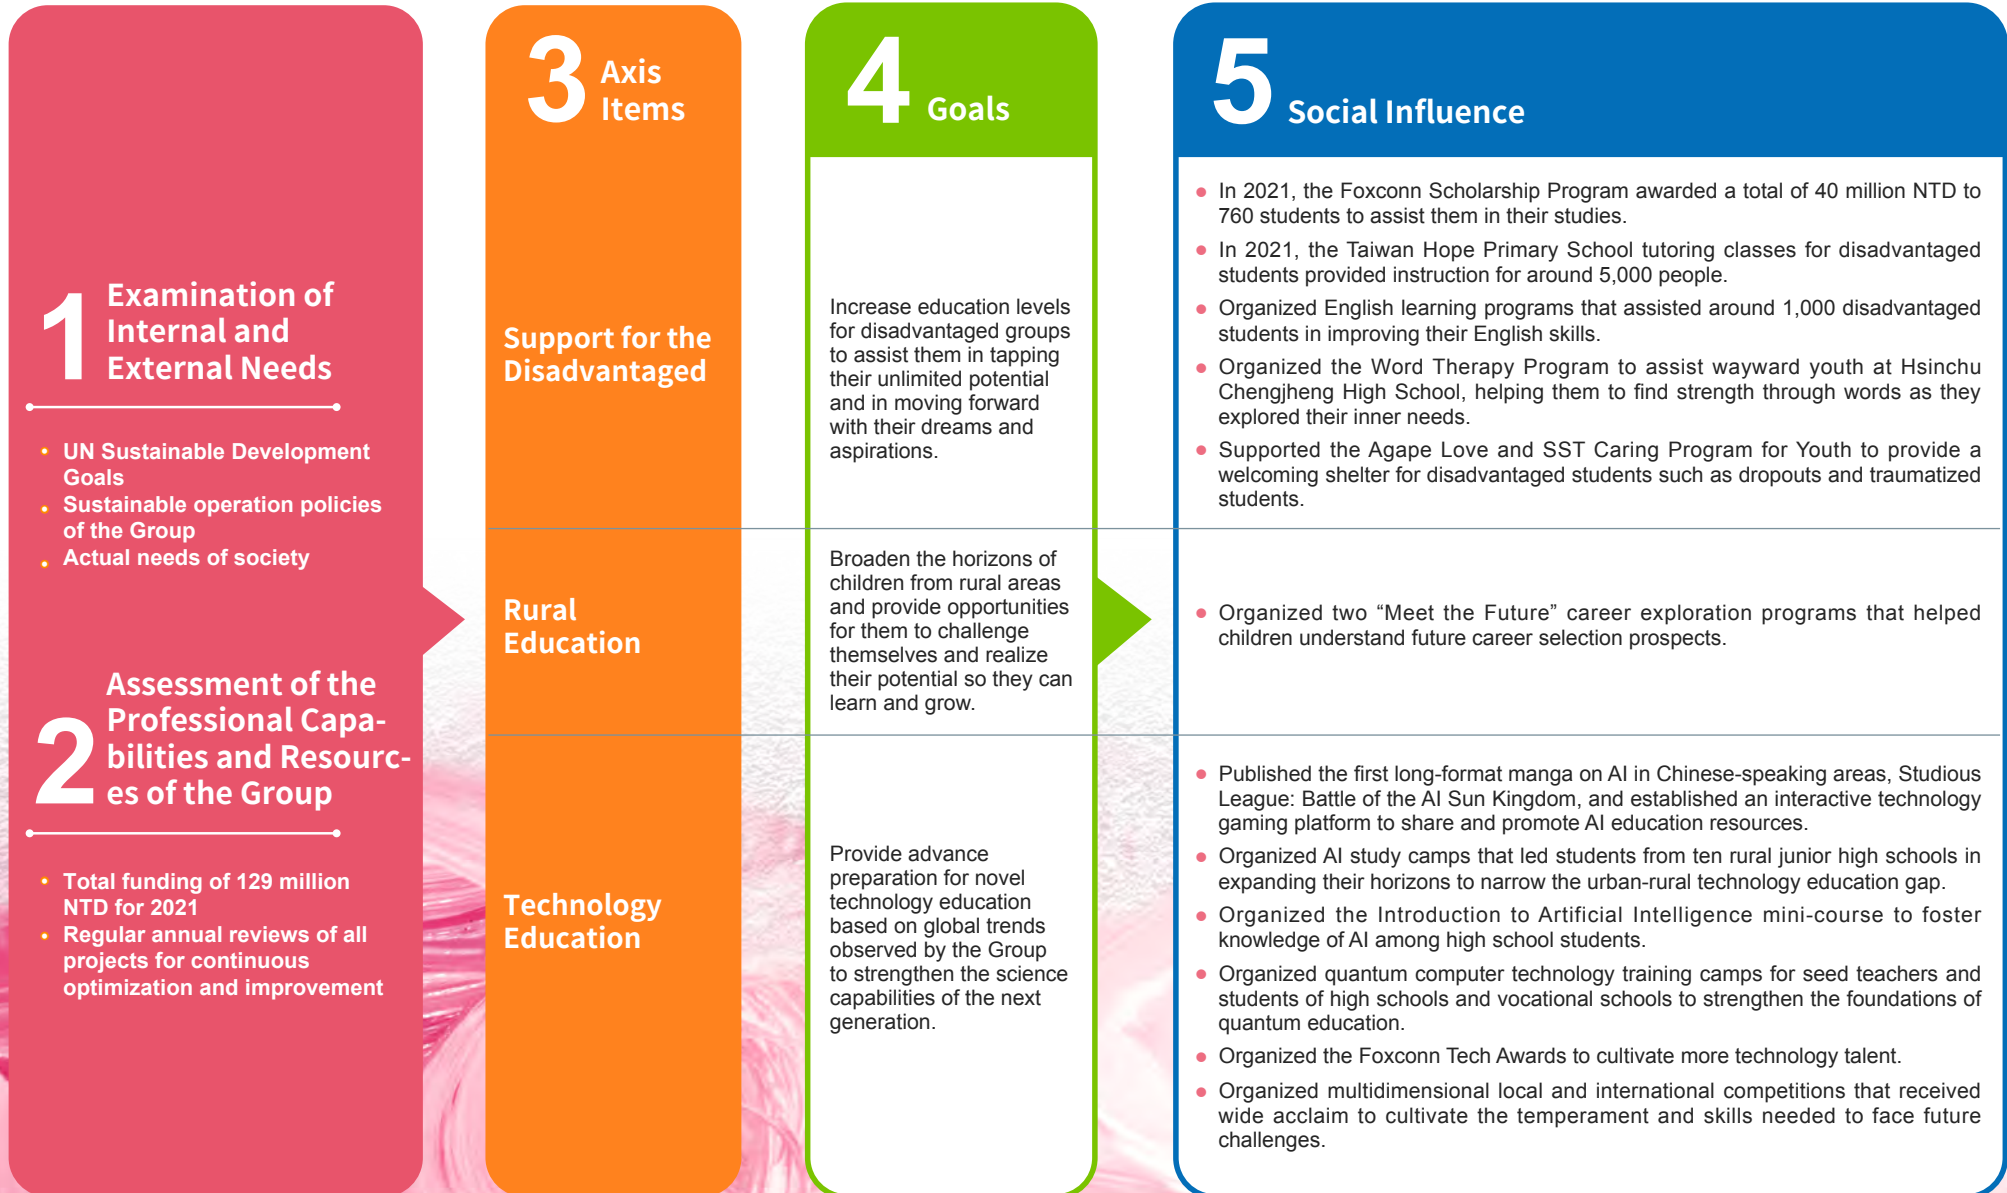 1
Examination of
Internal and
External Needs
UN Sustainable Development
Goals
Sustainable operation policies
of the Group
Actual needs of society
2
Assessment of the
Professional Capa-
bilities and Resourc-
es of the Group
Total funding of 129 million
NTD for 2021
Regular annual reviews of all
projects for continuous
optimization and improvement
3
Axis
Items
Support for the
Disadvantaged
Rural
Education
Technology
Education
4 Goals
Increase education levels
for disadvantaged groups
to assist them in tapping
their unlimited potential
and in moving forward
with their dreams and
aspirations.
Broaden the horizons of
children from rural areas
and provide opportunities
for them to challenge
themselves and realize
their potential so they can
learn and grow.
Provide advance
preparation for novel
technology education
based on global trends
observed by the Group
to strengthen the science
capabilities of the next
generation.
5 Social Influence
In 2021, the Foxconn Scholarship Program awarded a total of 40 million NTD to
760 students to assist them in their studies.
In 2021, the Taiwan Hope Primary School tutoring classes for disadvantaged
students provided instruction for around 5,000 people.
Organized English learning programs that assisted around 1,000 disadvantaged
students in improving their English skills.
Organized the Word Therapy Program to assist wayward youth at Hsinchu
Chengjheng High School, helping them to find strength through words as they
explored their inner needs.
Supported the Agape Love and SST Caring Program for Youth to provide a
welcoming shelter for disadvantaged students such as dropouts and traumatized
students.
Organized two “Meet the Future” career exploration programs that helped
children understand future career selection prospects.
Published the first long-format manga on AI in Chinese-speaking areas, Studious
League: Battle of the AI Sun Kingdom, and established an interactive technology
gaming platform to share and promote AI education resources.
Organized AI study camps that led students from ten rural junior high schools in
expanding their horizons to narrow the urban-rural technology education gap.
Organized the Introduction to Artificial Intelligence mini-course to foster
knowledge of AI among high school students.
Organized quantum computer technology training camps for seed teachers and
students of high schools and vocational schools to strengthen the foundations of
quantum education.
Organized the Foxconn Tech Awards to cultivate more technology talent.
Organized multidimensional local and international competitions that received
wide acclaim to cultivate the temperament and skills needed to face future
challenges.